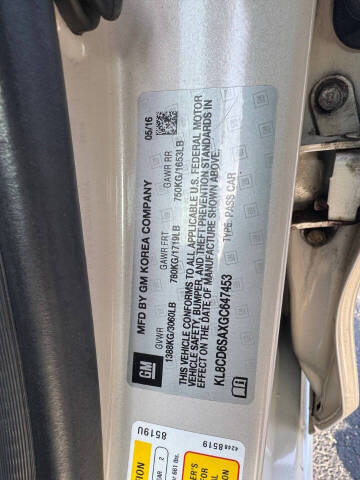 MFD BY GM KOREA COMPANY 05/16
GVWR GAWR FRT GAWR RR
1388KG/3060LB 780KG/1719LB 750KG/1653LB
THIS VEHICLE CONFORMS TO ALL APPLICABLE U.S. FEDERAL MOTOR
VEHICLE SAFETY, BUMPER, AND THEFT PREVENTION STANDARDS IN
EFFECT ON THE DATE OF MANUFACTURE SHOWN ABOVE.
KL8CD6SAXGC647453 TYPE: PASS CAR
GM
8519U
4248 8519